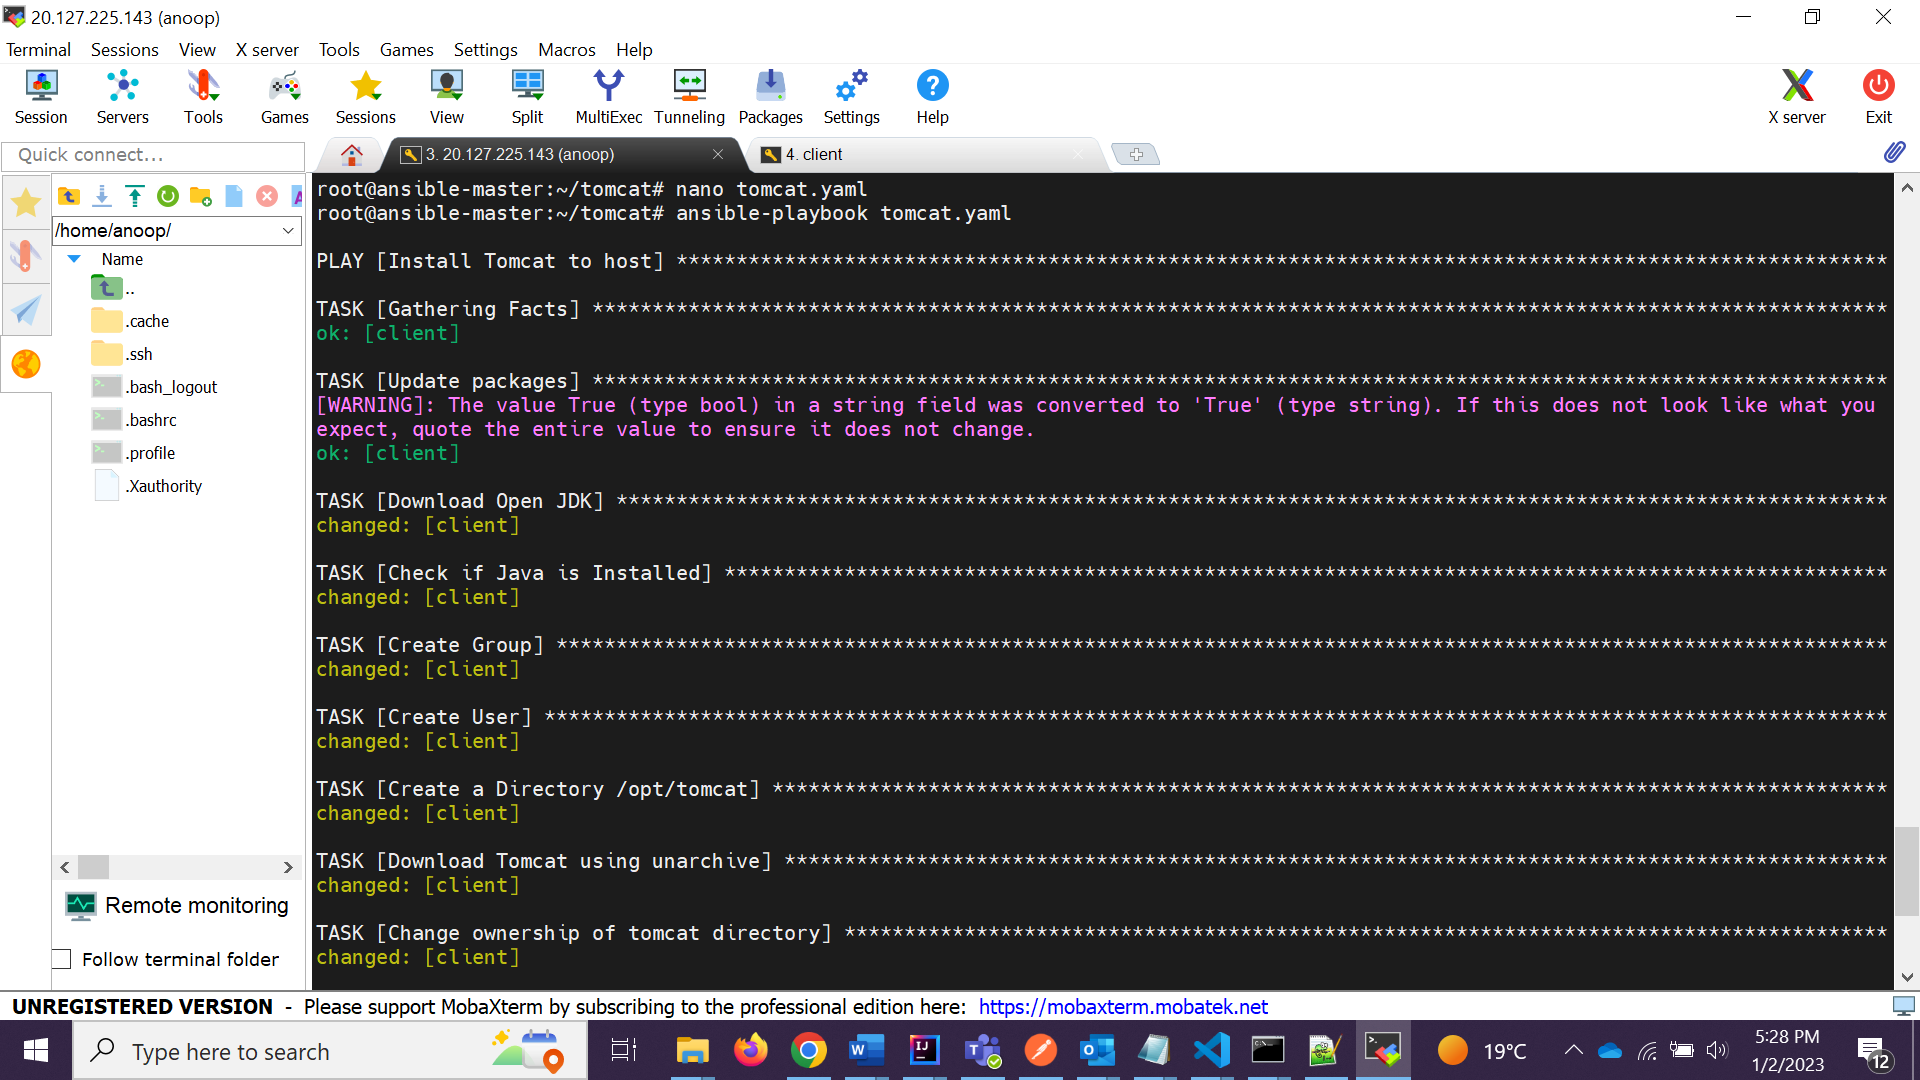 20.127.225.143 (anoop)
Terminal Sessions View X server Tools Games Settings Macros Help
Session Servers Tools Games Sessions View Split MultiExec Tunneling Packages Settings Help X server Exit
Quick connect...
3. 20.127.225.143 (anoop)
4. client
/home/anoop/
Name
..
.cache
.ssh
.bash_logout
.bashrc
.profile
.Xauthority
Remote monitoring
Follow terminal folder
root@ansible-master:~/tomcat# nano tomcat.yaml
root@ansible-master:~/tomcat# ansible-playbook tomcat.yaml
PLAY [Install Tomcat to host] *****************************************************************************************************
TASK [Gathering Facts] ************************************************************************************************************
ok: [client]
TASK [Update packages] ************************************************************************************************************
[WARNING]: The value True (type bool) in a string field was converted to 'True' (type string). If this does not look like what you
expect, quote the entire value to ensure it does not change.
ok: [client]
TASK [Download Open JDK] **********************************************************************************************************
changed: [client]
TASK [Check if Java is Installed] *************************************************************************************************
changed: [client]
TASK [Create Group] ***************************************************************************************************************
changed: [client]
TASK [Create User] ****************************************************************************************************************
changed: [client]
TASK [Create a Directory /opt/tomcat] *********************************************************************************************
changed: [client]
TASK [Download Tomcat using unarchive] ********************************************************************************************
changed: [client]
TASK [Change ownership of tomcat directory] ***************************************************************************************
changed: [client]
UNREGISTERED VERSION - Please support MobaXterm by subscribing to the professional edition here: https://mobaxterm.mobatek.net
Type here to search
19°C
5:28 PM
1/2/2023
12